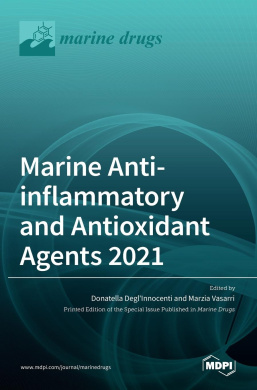 marine drugs
Marine Anti-
inflammatory
and Antioxidant
Agents 2021
Edited by
Donatella Degl'Innocenti and Marzia Vasarri
Printed Edition of the Special Issue Published in Marine Drugs
www.mdpi.com/journal/marinedrugs
MDPI